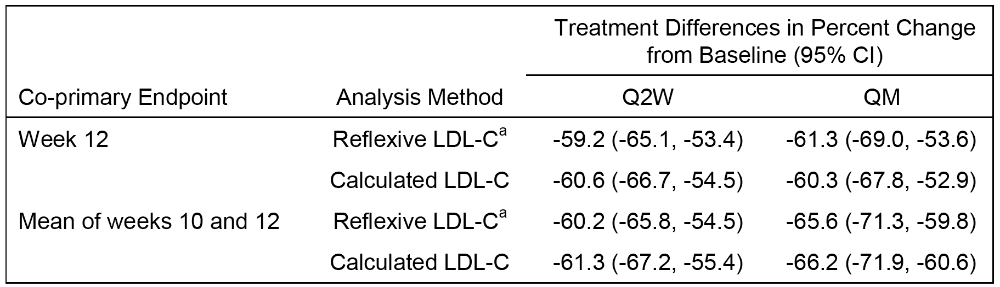 Treatment Differences in Percent Change
from Baseline (95% CI)
Co-primary Endpoint Analysis Method Q2W QM
Week 12 Reflexive LDL-Cᵃ -59.2 (-65.1, -53.4) -61.3 (-69.0, -53.6)
Calculated LDL-C -60.6 (-66.7, -54.5) -60.3 (-67.8, -52.9)
Mean of weeks 10 and 12 Reflexive LDL-Cᵃ -60.2 (-65.8, -54.5) -65.6 (-71.3, -59.8)
Calculated LDL-C -61.3 (-67.2, -55.4) -66.2 (-71.9, -60.6)